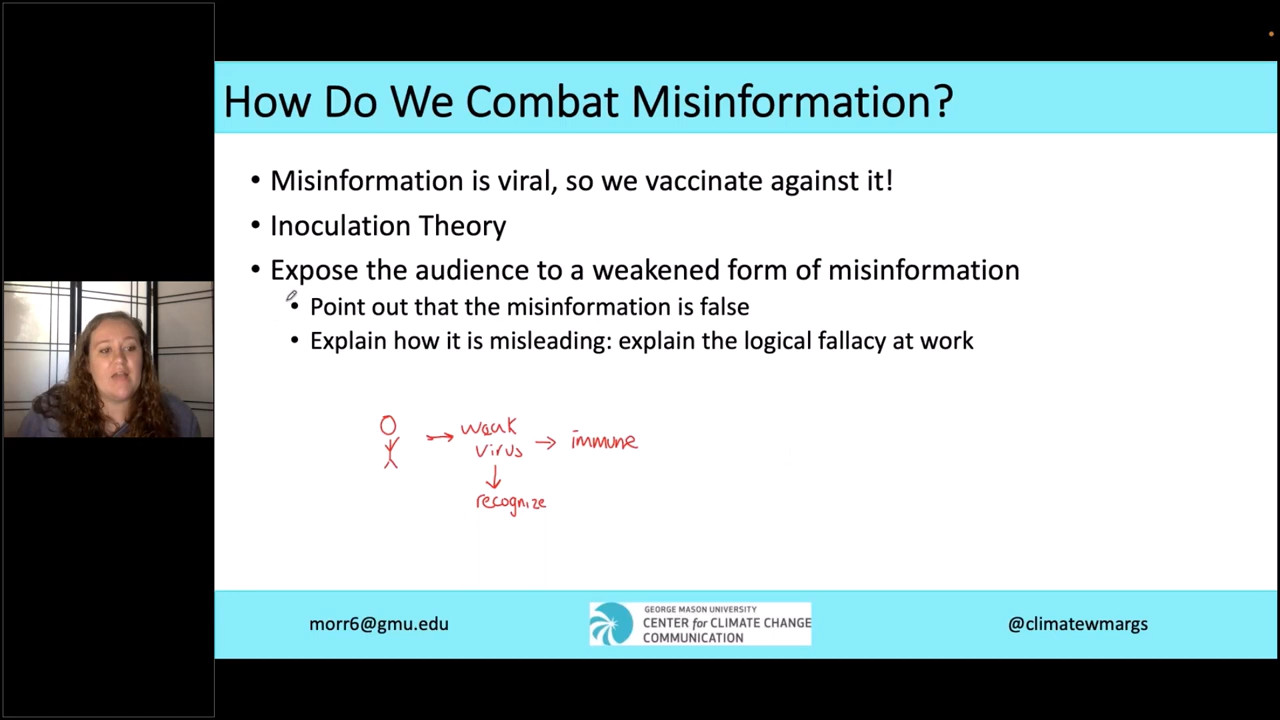 How Do We Combat Misinformation?
• Misinformation is viral, so we vaccinate against it!
• Inoculation Theory
• Expose the audience to a weakened form of misinformation
• Point out that the misinformation is false
• Explain how it is misleading: explain the logical fallacy at work
weak
virus → immune
recognize
morr6@gmu.edu
GEORGE MASON UNIVERSITY
CENTER for CLIMATE CHANGE
COMMUNICATION
@climatewmargs